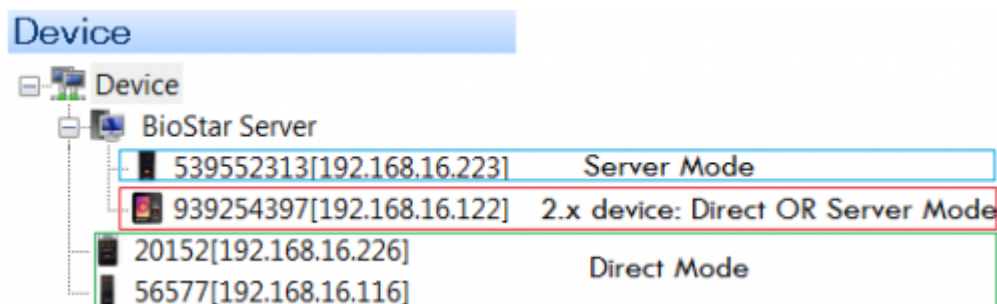 Device
Device
BioStar Server
539552313[192.168.16.223] Server Mode
939254397[192.168.16.122] 2.x device: Direct OR Server Mode
20152[192.168.16.226]
Direct Mode
56577[192.168.16.116]